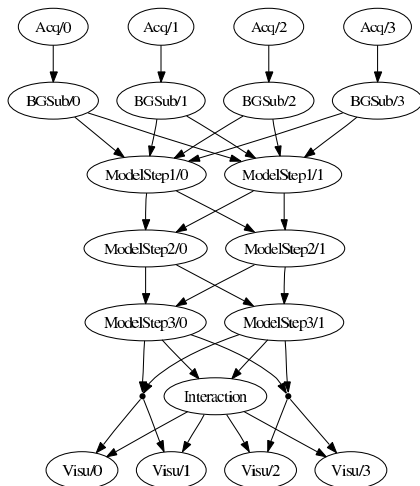 Acq/0 Acq/1 Acq/2 Acq/3
BGSub/0 BGSub/1 BGSub/2 BGSub/3
ModelStep1/0 ModelStep1/1
ModelStep2/0 ModelStep2/1
ModelStep3/0 ModelStep3/1
Interaction
Visu/0 Visu/1 Visu/2 Visu/3